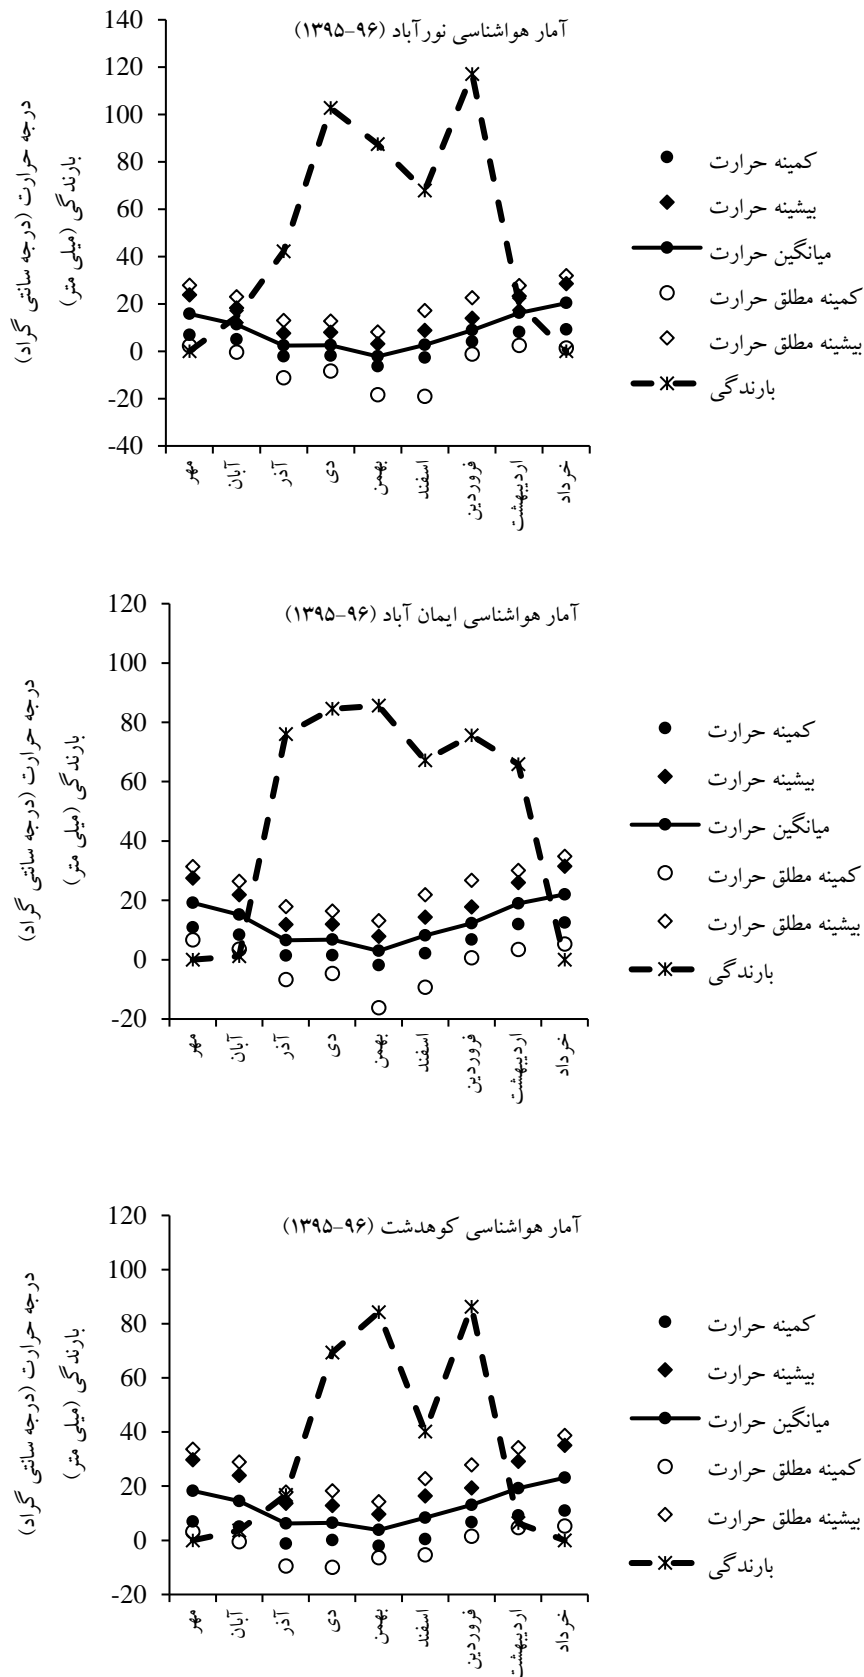 آمار هواشناسی نورآباد (۹۶-۱۳۹۵)
درجه حرارت (درجه سانتی گراد)
بارندگی (میلی متر)
140
120
100
80
60
40
20
0
-20
-40
مهر
آبان
آذر
دی
بهمن
اسفند
فروردین
اردیبهشت
خرداد
کمینه حرارت
بیشینه حرارت
میانگین حرارت
کمینه مطلق حرارت
بیشینه مطلق حرارت
بارندگی
آمار هواشناسی ایمان آباد (۹۶-۱۳۹۵)
درجه حرارت (درجه سانتی گراد)
بارندگی (میلی متر)
120
100
80
60
40
20
0
-20
مهر
آبان
آذر
دی
بهمن
اسفند
فروردین
اردیبهشت
خرداد
کمینه حرارت
بیشینه حرارت
میانگین حرارت
کمینه مطلق حرارت
بیشینه مطلق حرارت
بارندگی
آمار هواشناسی کوهدشت (۹۶-۱۳۹۵)
درجه حرارت (درجه سانتی گراد)
بارندگی (میلی متر)
120
100
80
60
40
20
0
-20
مهر
آبان
آذر
دی
بهمن
اسفند
فروردین
اردیبهشت
خرداد
کمینه حرارت
بیشینه حرارت
میانگین حرارت
کمینه مطلق حرارت
بیشینه مطلق حرارت
بارندگی